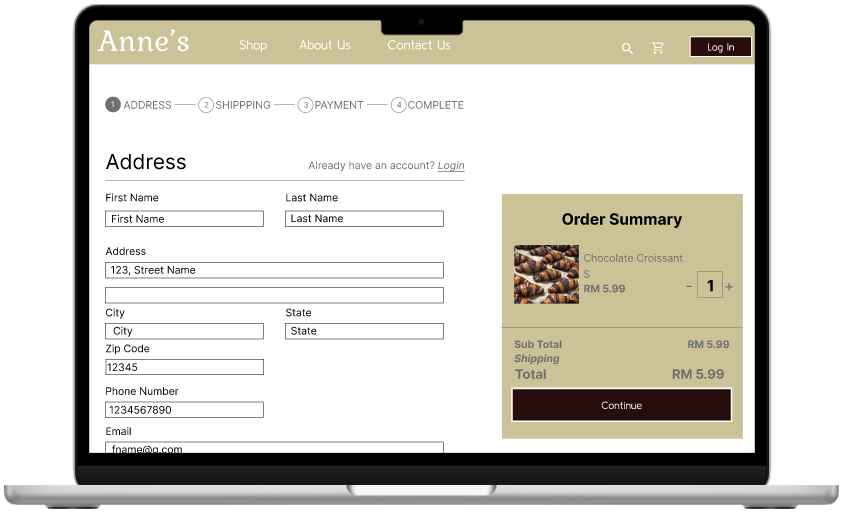 Anne's
Shop About Us Contact Us
Log In
1 ADDRESS 2 SHIPPPING 3 PAYMENT 4 COMPLETE
Address
Already have an account? Login
First Name Last Name
First Name Last Name
Address
123, Street Name
City State
City State
Zip Code
12345
Phone Number
1234567890
Email
fname@g.com
Order Summary
Chocolate Croissant
S
RM 5.99
- 1 +
Sub Total RM 5.99
Shipping
Total RM 5.99
Continue